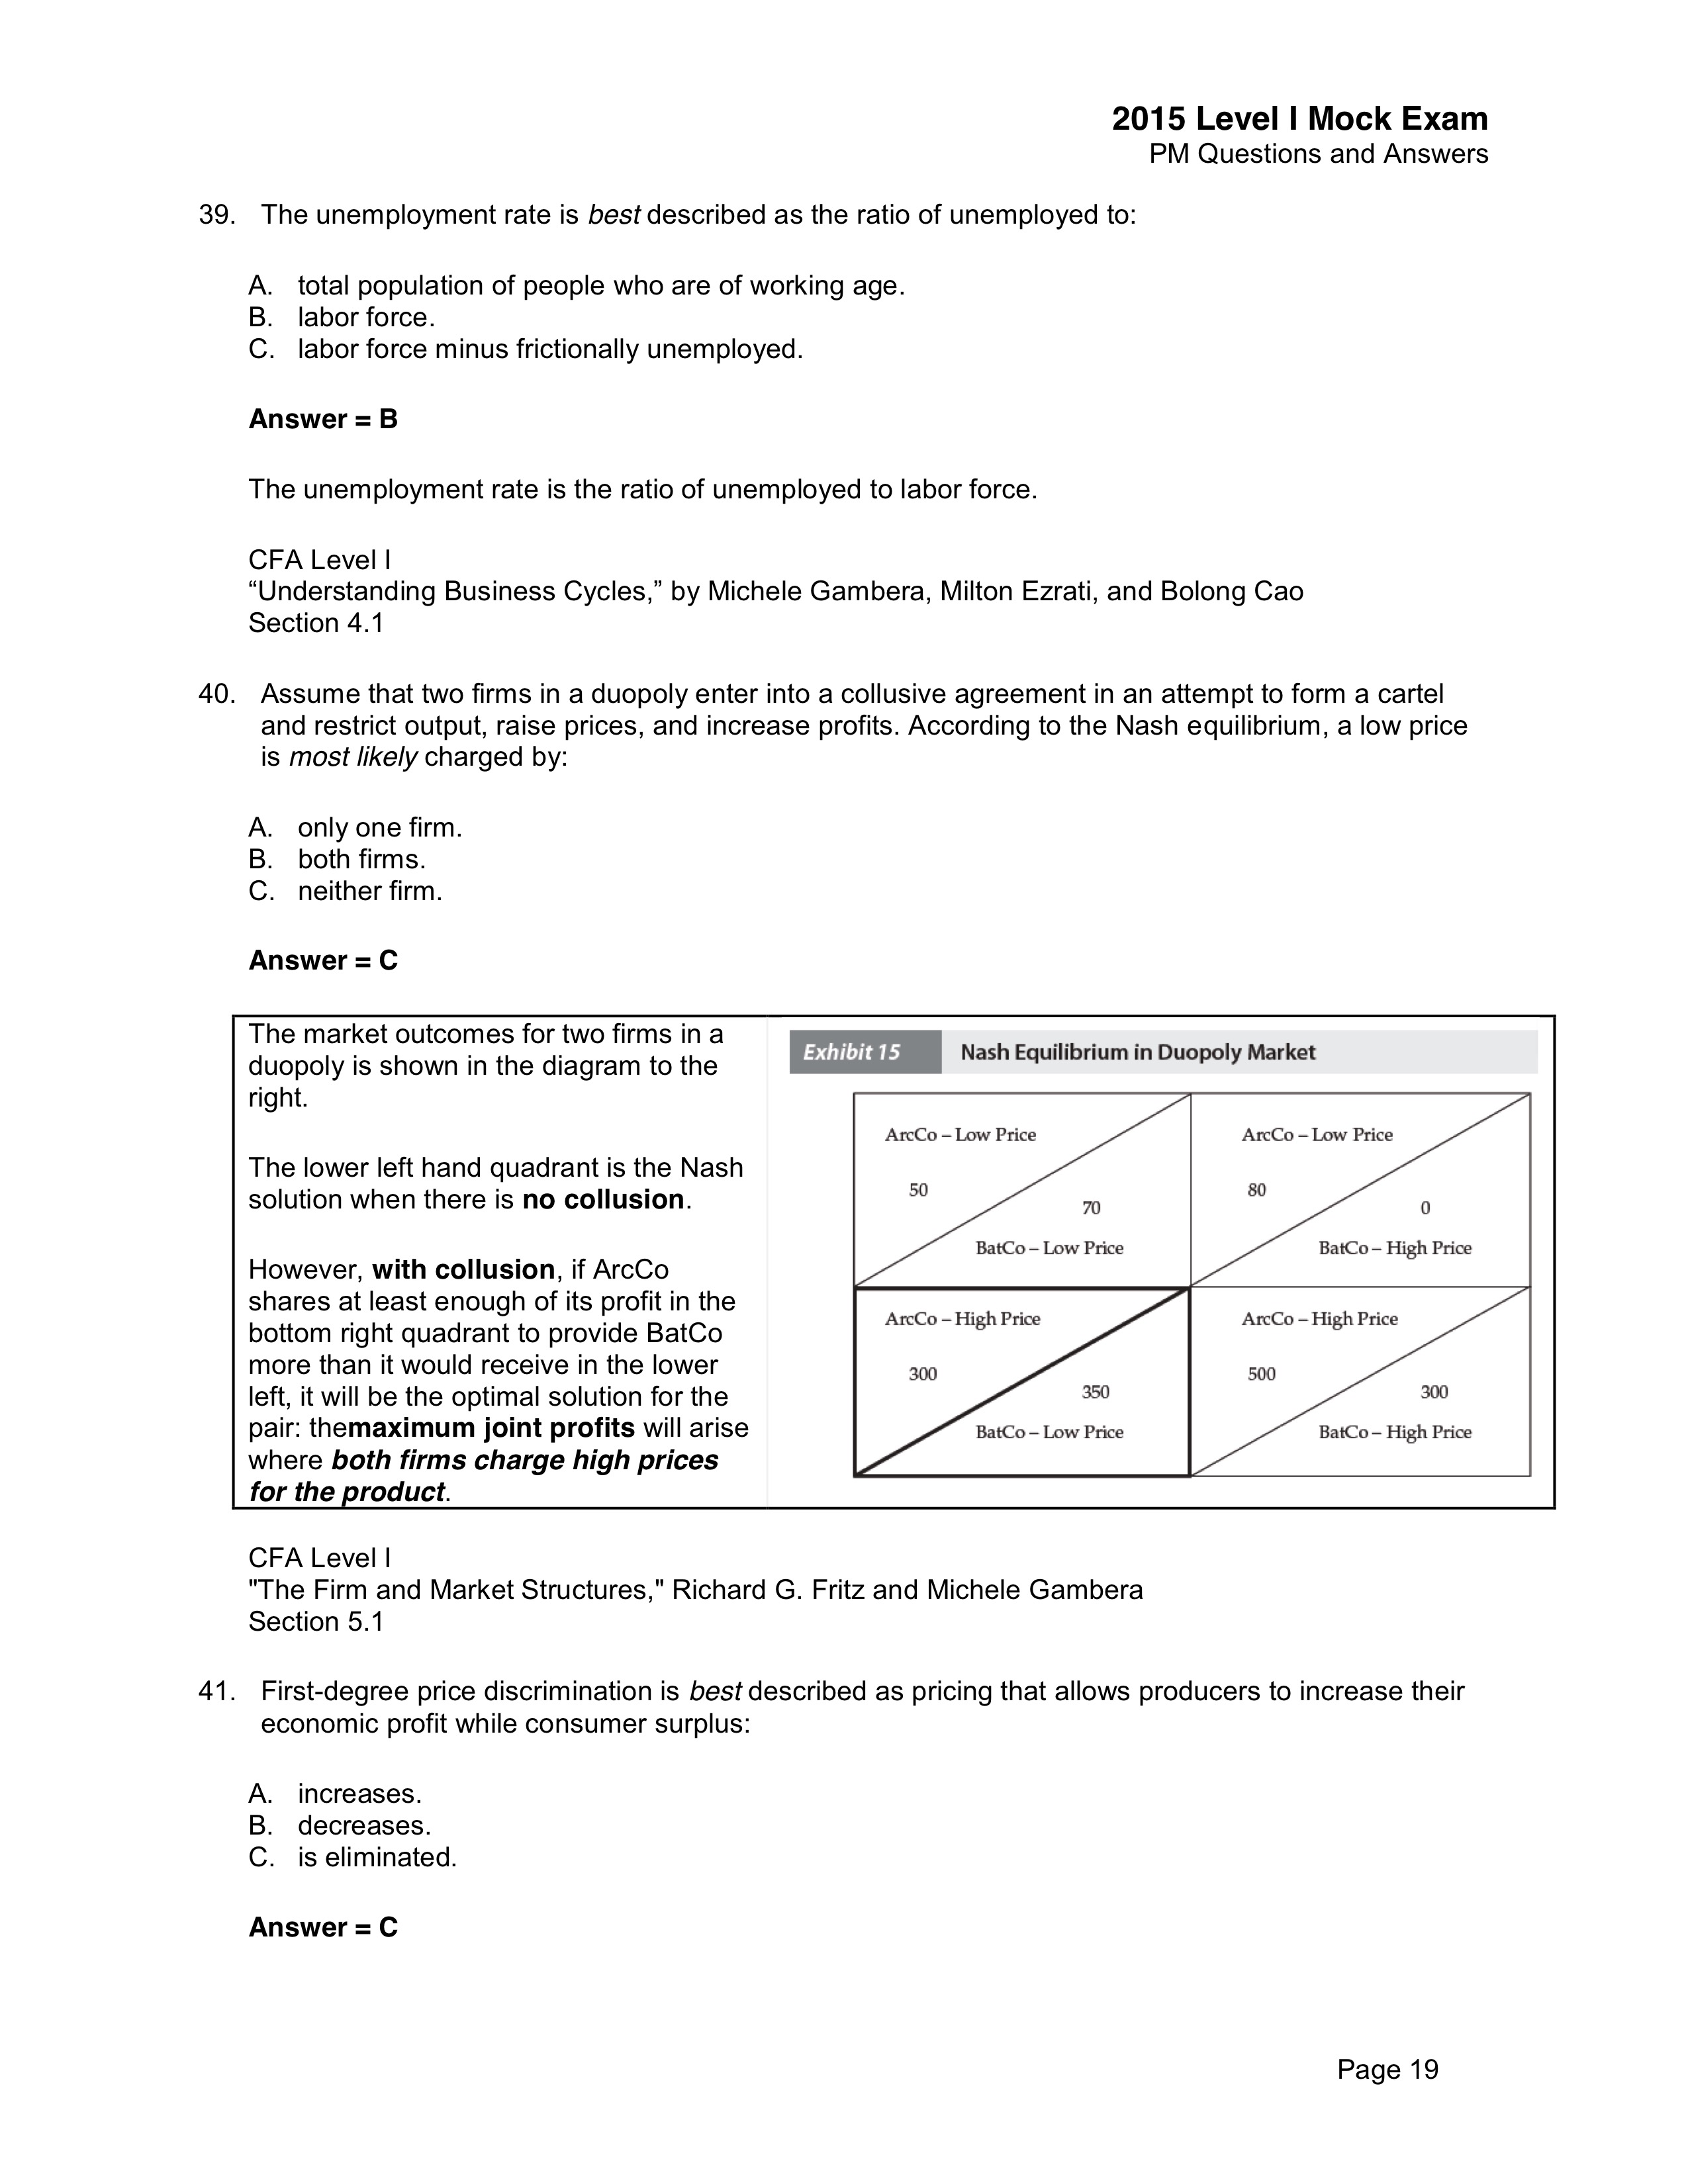 2015 Level I Mock Exam
PM Questions and Answers
39. The unemployment rate is best described as the ratio of unemployed to:
A. total population of people who are of working age.
B. labor force.
C. labor force minus frictionally unemployed.
Answer = B
The unemployment rate is the ratio of unemployed to labor force.
CFA Level I
“Understanding Business Cycles,” by Michele Gambera, Milton Ezrati, and Bolong Cao
Section 4.1
40. Assume that two firms in a duopoly enter into a collusive agreement in an attempt to form a cartel
and restrict output, raise prices, and increase profits. According to the Nash equilibrium, a low price
is most likely charged by:
A. only one firm.
B. both firms.
C. neither firm.
Answer = C
The market outcomes for two firms in a
duopoly is shown in the diagram to the
right.
The lower left hand quadrant is the Nash
solution when there is no collusion.
However, with collusion, if ArcCo
shares at least enough of its profit in the
bottom right quadrant to provide BatCo
more than it would receive in the lower
left, it will be the optimal solution for the
pair: themaximum joint profits will arise
where both firms charge high prices
for the product.
Exhibit 15 Nash Equilibrium in Duopoly Market
ArcCo – Low Price
50
70
BatCo – Low Price
ArcCo – Low Price
80
0
BatCo – High Price
ArcCo – High Price
300
350
BatCo – Low Price
ArcCo – High Price
500
300
BatCo – High Price
CFA Level I
"The Firm and Market Structures," Richard G. Fritz and Michele Gambera
Section 5.1
41. First-degree price discrimination is best described as pricing that allows producers to increase their
economic profit while consumer surplus:
A. increases.
B. decreases.
C. is eliminated.
Answer = C
Page 19